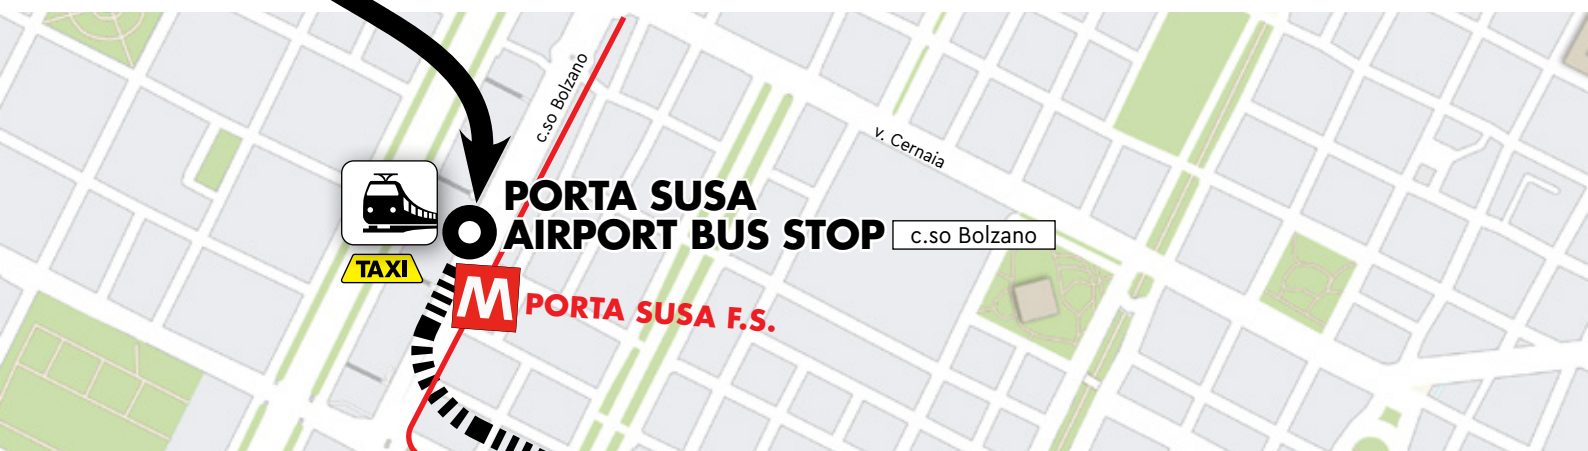 c.so Bolzano
v. Cernaia
PORTA SUSA
AIRPORT BUS STOP c.so Bolzano
TAXI
M PORTA SUSA F.S.